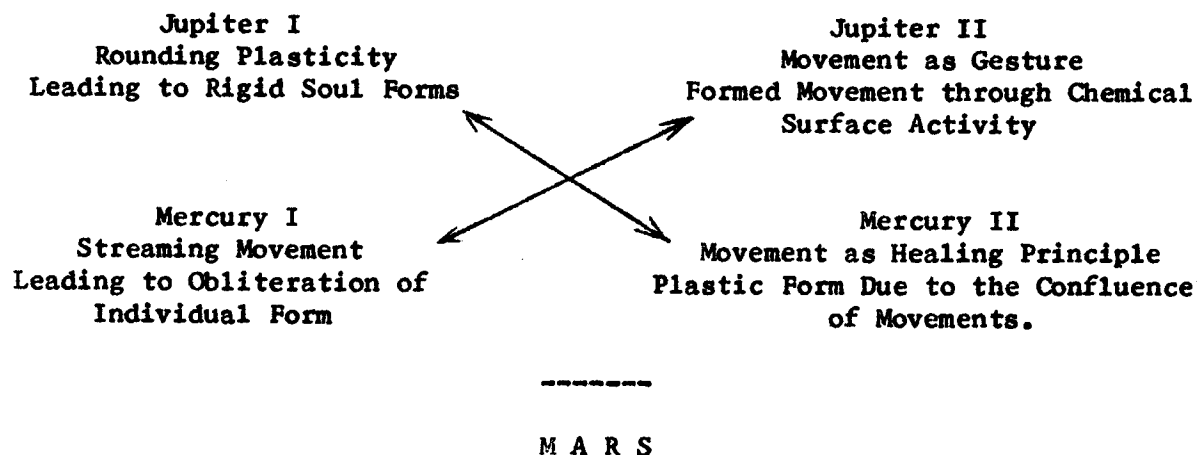 Jupiter I
Rounding Plasticity
Leading to Rigid Soul Forms
Jupiter II
Movement as Gesture
Formed Movement through Chemical
Surface Activity
Mercury I
Streaming Movement
Leading to Obliteration of
Individual Form
Mercury II
Movement as Healing Principle
Plastic Form Due to the Confluence
of Movements.
-------
M A R S